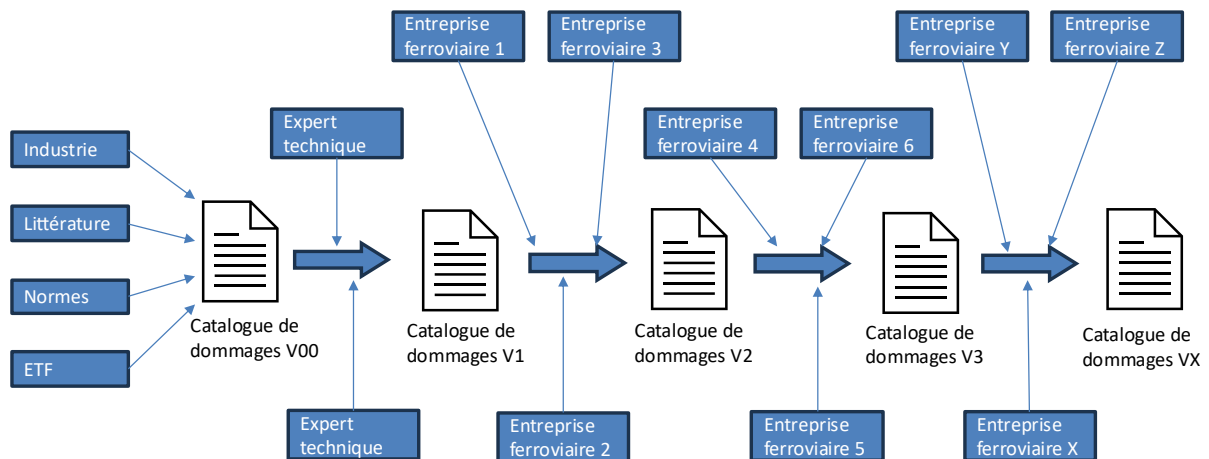 Entreprise
ferroviaire 1
Entreprise
ferroviaire 3
Entreprise
ferroviaire Y
Entreprise
ferroviaire Z
Expert
technique
Entreprise
ferroviaire 4
Entreprise
ferroviaire 6
Industrie
Littérature
Normes
ETF
Catalogue de
dommages V00
Catalogue de
dommages V1
Catalogue de
dommages V2
Catalogue de
dommages V3
Catalogue de
dommages VX
Expert
technique
Entreprise
ferroviaire 2
Entreprise
ferroviaire 5
Entreprise
ferroviaire X